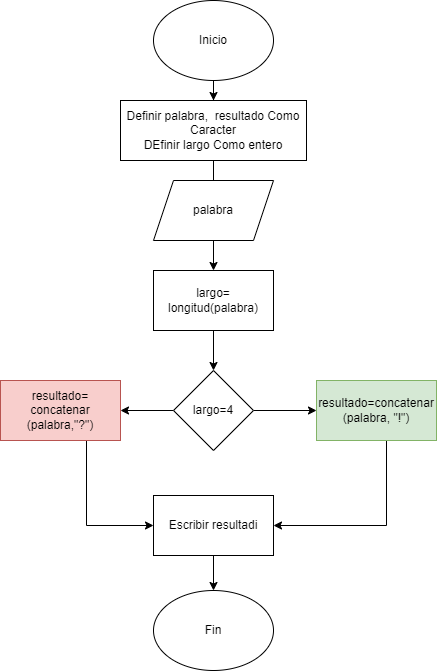 Inicio
Definir palabra,  resultado Como
Caracter
DEfinir largo Como entero
palabra
largo=
longitud(palabra)
resultado=
concatenar
(palabra,"?")
largo=4
resultado=concatenar
(palabra, "!")
Escribir resultadi
Fin